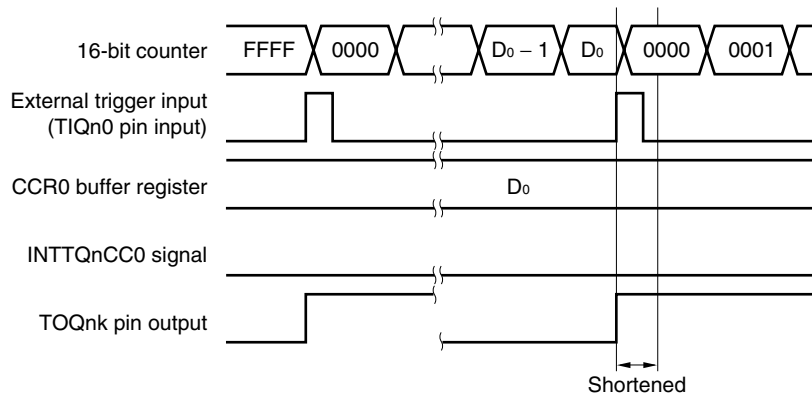 16-bit counter FFFF 0000 D0 − 1 D0 0000 0001
External trigger input
(TIQn0 pin input)
CCR0 buffer register D0
INTTQnCC0 signal
TOQnk pin output
Shortened